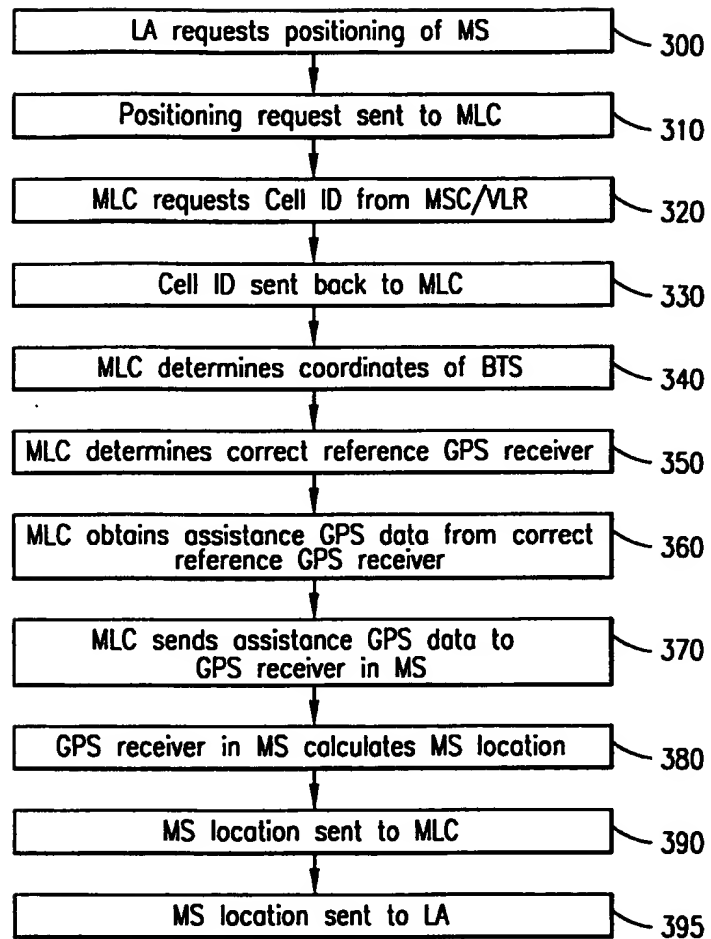 LA requests positioning of MS
300
Positioning request sent to MLC
310
MLC requests Cell ID from MSC/VLR
320
Cell ID sent back to MLC
330
MLC determines coordinates of BTS
340
MLC determines correct reference GPS receiver
350
MLC obtains assistance GPS data from correct
reference GPS receiver
360
MLC sends assistance GPS data to
GPS receiver in MS
370
GPS receiver in MS calculates MS location
380
MS location sent to MLC
390
MS location sent to LA
395